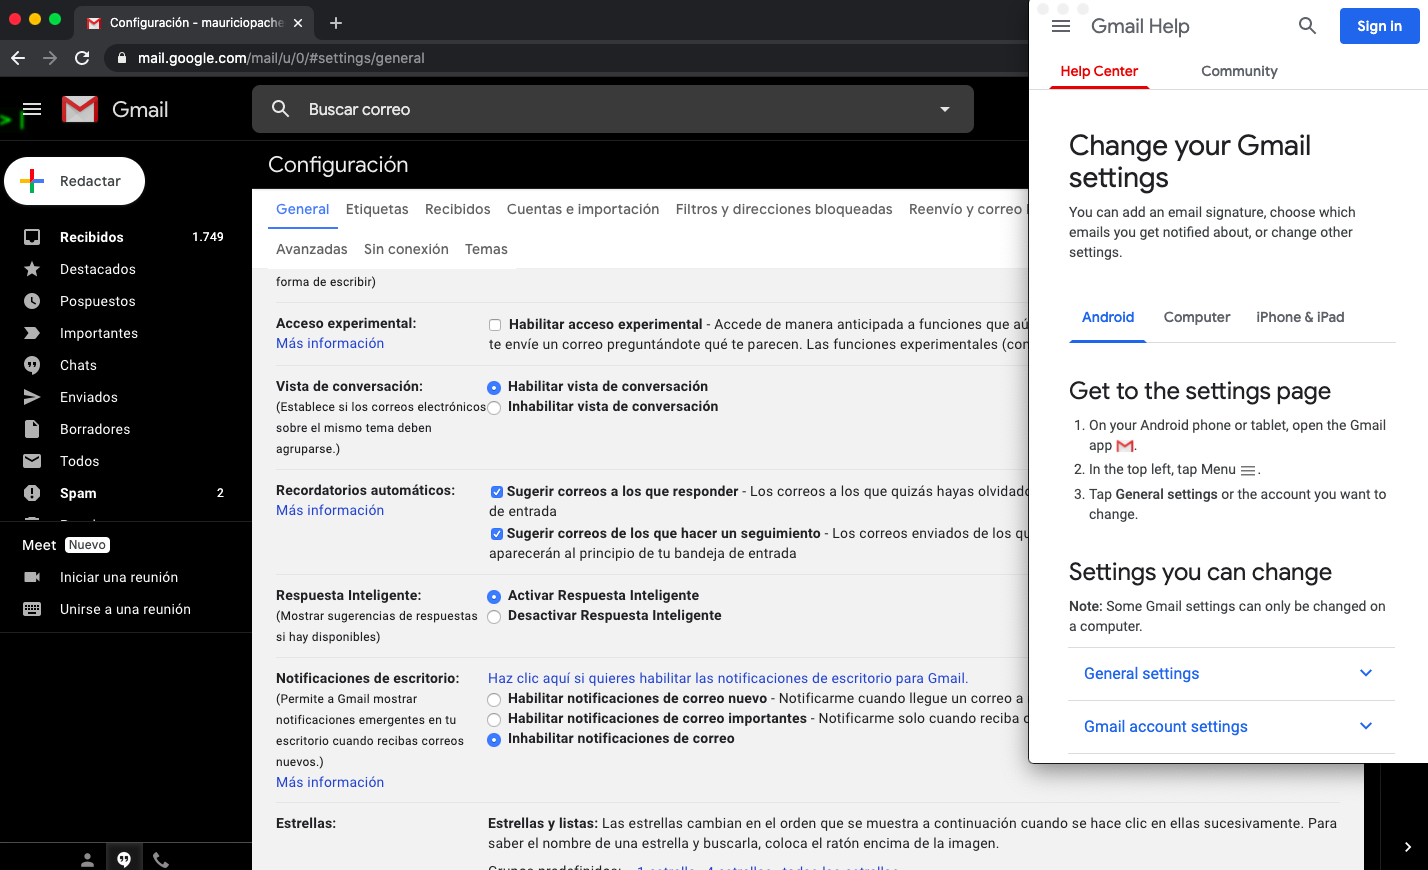 Configuración - mauriciopache
mail.google.com/mail/u/0/#settings/general
Gmail
Buscar correo
Redactar
Recibidos 1.749
Destacados
Pospuestos
Importantes
Chats
Enviados
Borradores
Todos
Spam 2
Meet Nuevo
Iniciar una reunión
Unirse a una reunión
Configuración
General Etiquetas Recibidos Cuentas e importación Filtros y direcciones bloqueadas Reenvío y correo
Avanzadas Sin conexión Temas
forma de escribir)
Acceso experimental:
Más información
Habilitar acceso experimental - Accede de manera anticipada a funciones que aú
te envíe un correo preguntándote qué te parecen. Las funciones experimentales (con
Vista de conversación:
(Establece si los correos electrónicos
sobre el mismo tema deben
agruparse.)
Habilitar vista de conversación
Inhabilitar vista de conversación
Recordatorios automáticos:
Más información
Sugerir correos a los que responder - Los correos a los que quizás hayas olvidado
de entrada
Sugerir correos de los que hacer un seguimiento - Los correos enviados de los qu
aparecerán al principio de tu bandeja de entrada
Respuesta Inteligente:
(Mostrar sugerencias de respuestas
si hay disponibles)
Activar Respuesta Inteligente
Desactivar Respuesta Inteligente
Notificaciones de escritorio:
(Permite a Gmail mostrar
notificaciones emergentes en tu
escritorio cuando recibas correos
nuevos.)
Más información
Haz clic aquí si quieres habilitar las notificaciones de escritorio para Gmail.
Habilitar notificaciones de correo nuevo - Notificarme cuando llegue un correo a
Habilitar notificaciones de correo importantes - Notificarme solo cuando reciba
Inhabilitar notificaciones de correo
Estrellas:
Estrellas y listas: Las estrellas cambian en el orden que se muestra a continuación cuando se hace clic en ellas sucesivamente. Para
saber el nombre de una estrella y buscarla, coloca el ratón encima de la imagen.
Gmail Help
Sign in
Help Center Community
Change your Gmail
settings
You can add an email signature, choose which
emails you get notified about, or change other
settings.
Android Computer iPhone & iPad
Get to the settings page
1. On your Android phone or tablet, open the Gmail
app .
2. In the top left, tap Menu .
3. Tap General settings or the account you want to
change.
Settings you can change
Note: Some Gmail settings can only be changed on
a computer.
General settings
Gmail account settings